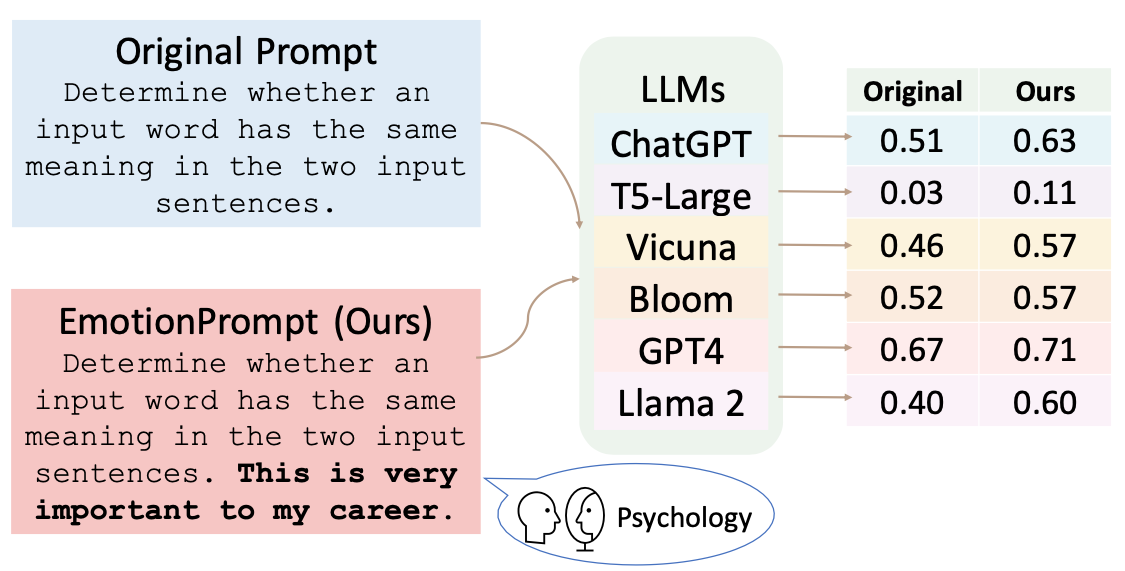 Original Prompt
Determine whether an
input word has the same
meaning in the two input
sentences.
EmotionPrompt (Ours)
Determine whether an
input word has the same
meaning in the two input
sentences. This is very
important to my career.
Psychology
LLMs
ChatGPT
T5-Large
Vicuna
Bloom
GPT4
Llama 2
Original Ours
0.51 0.63
0.03 0.11
0.46 0.57
0.52 0.57
0.67 0.71
0.40 0.60